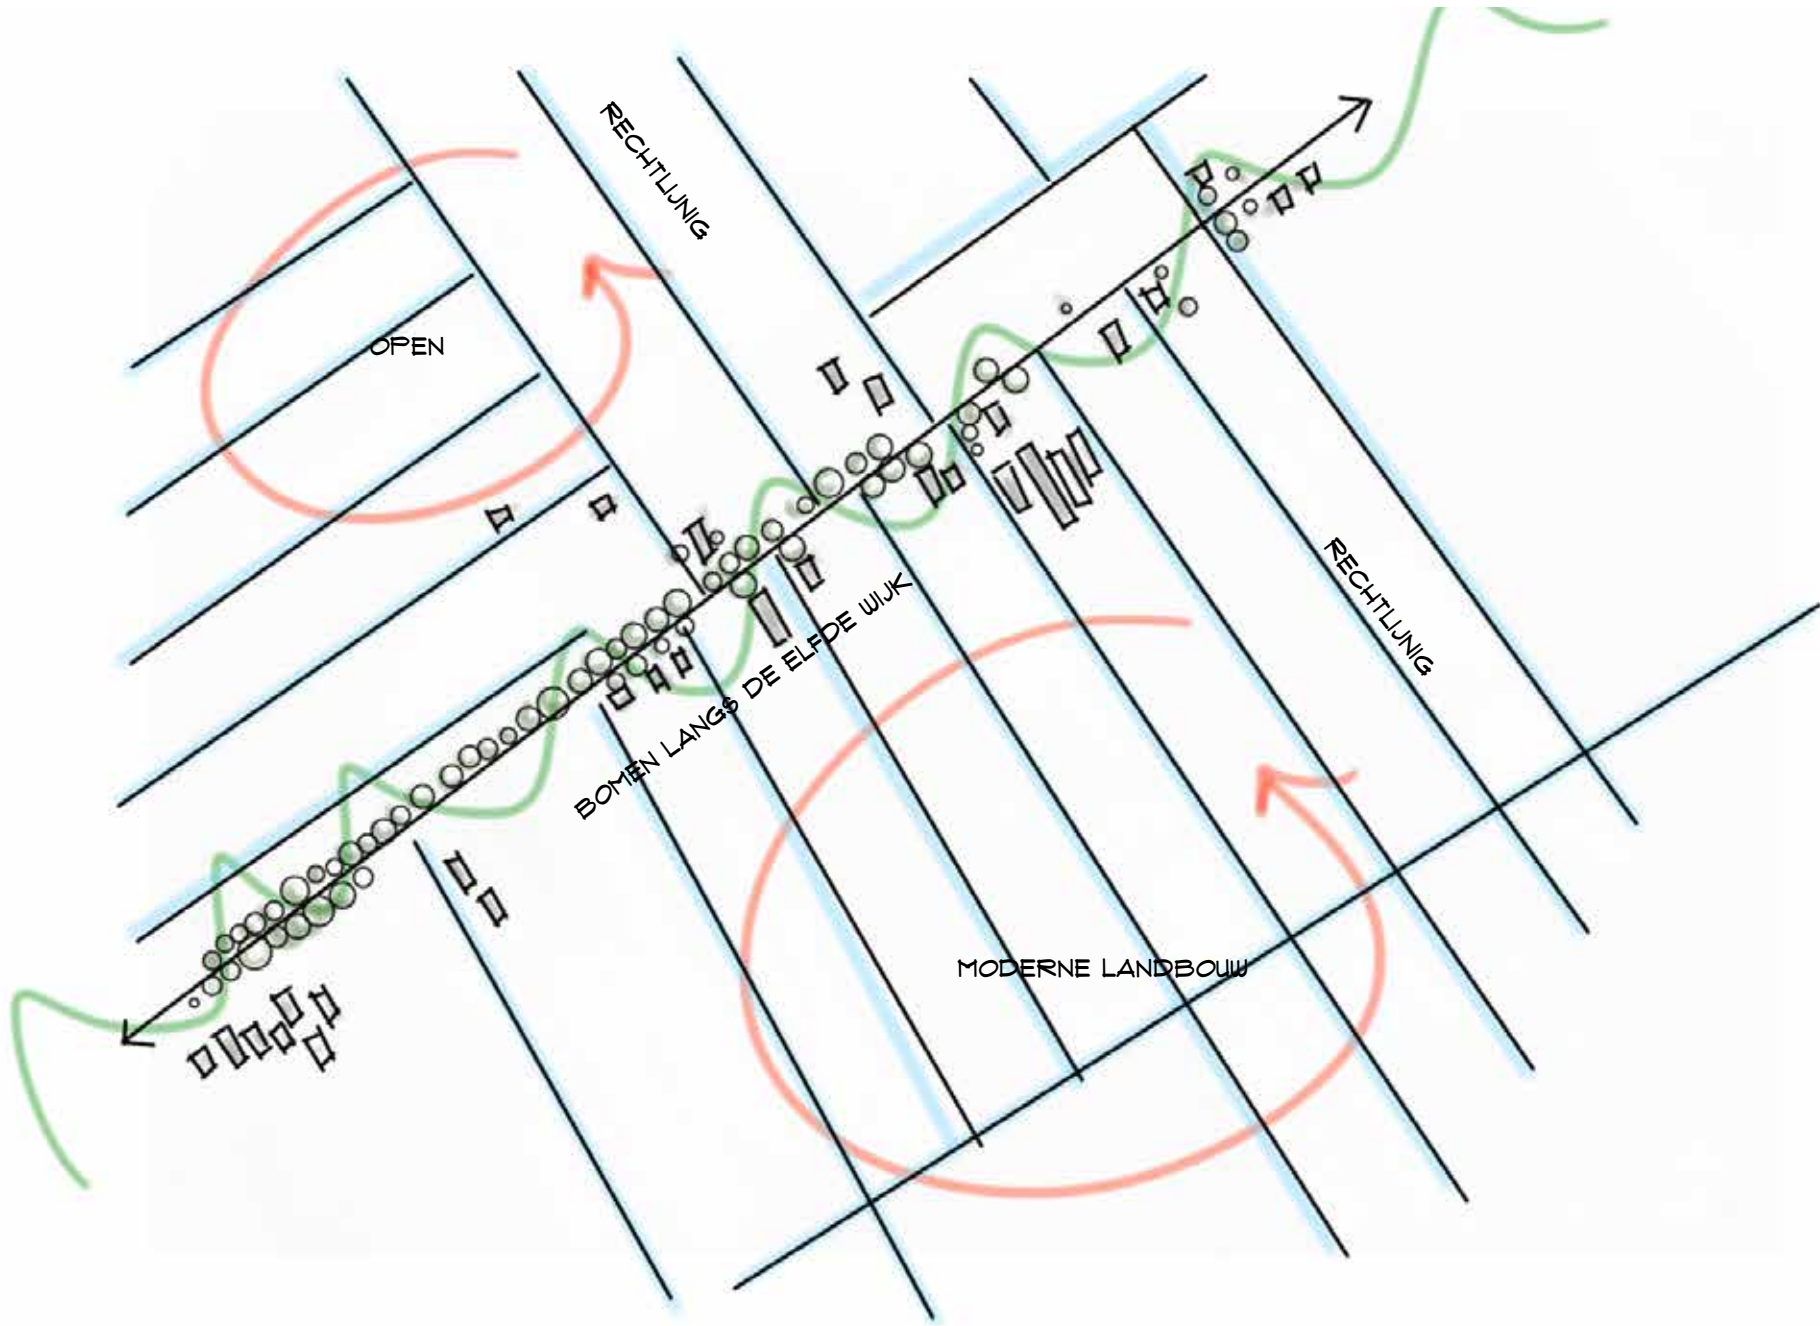 RECHTLIJNIG
OPEN
BOMEN LANGS DE ELFDE WIJK
RECHTLIJNIG
MODERNE LANDBOUW